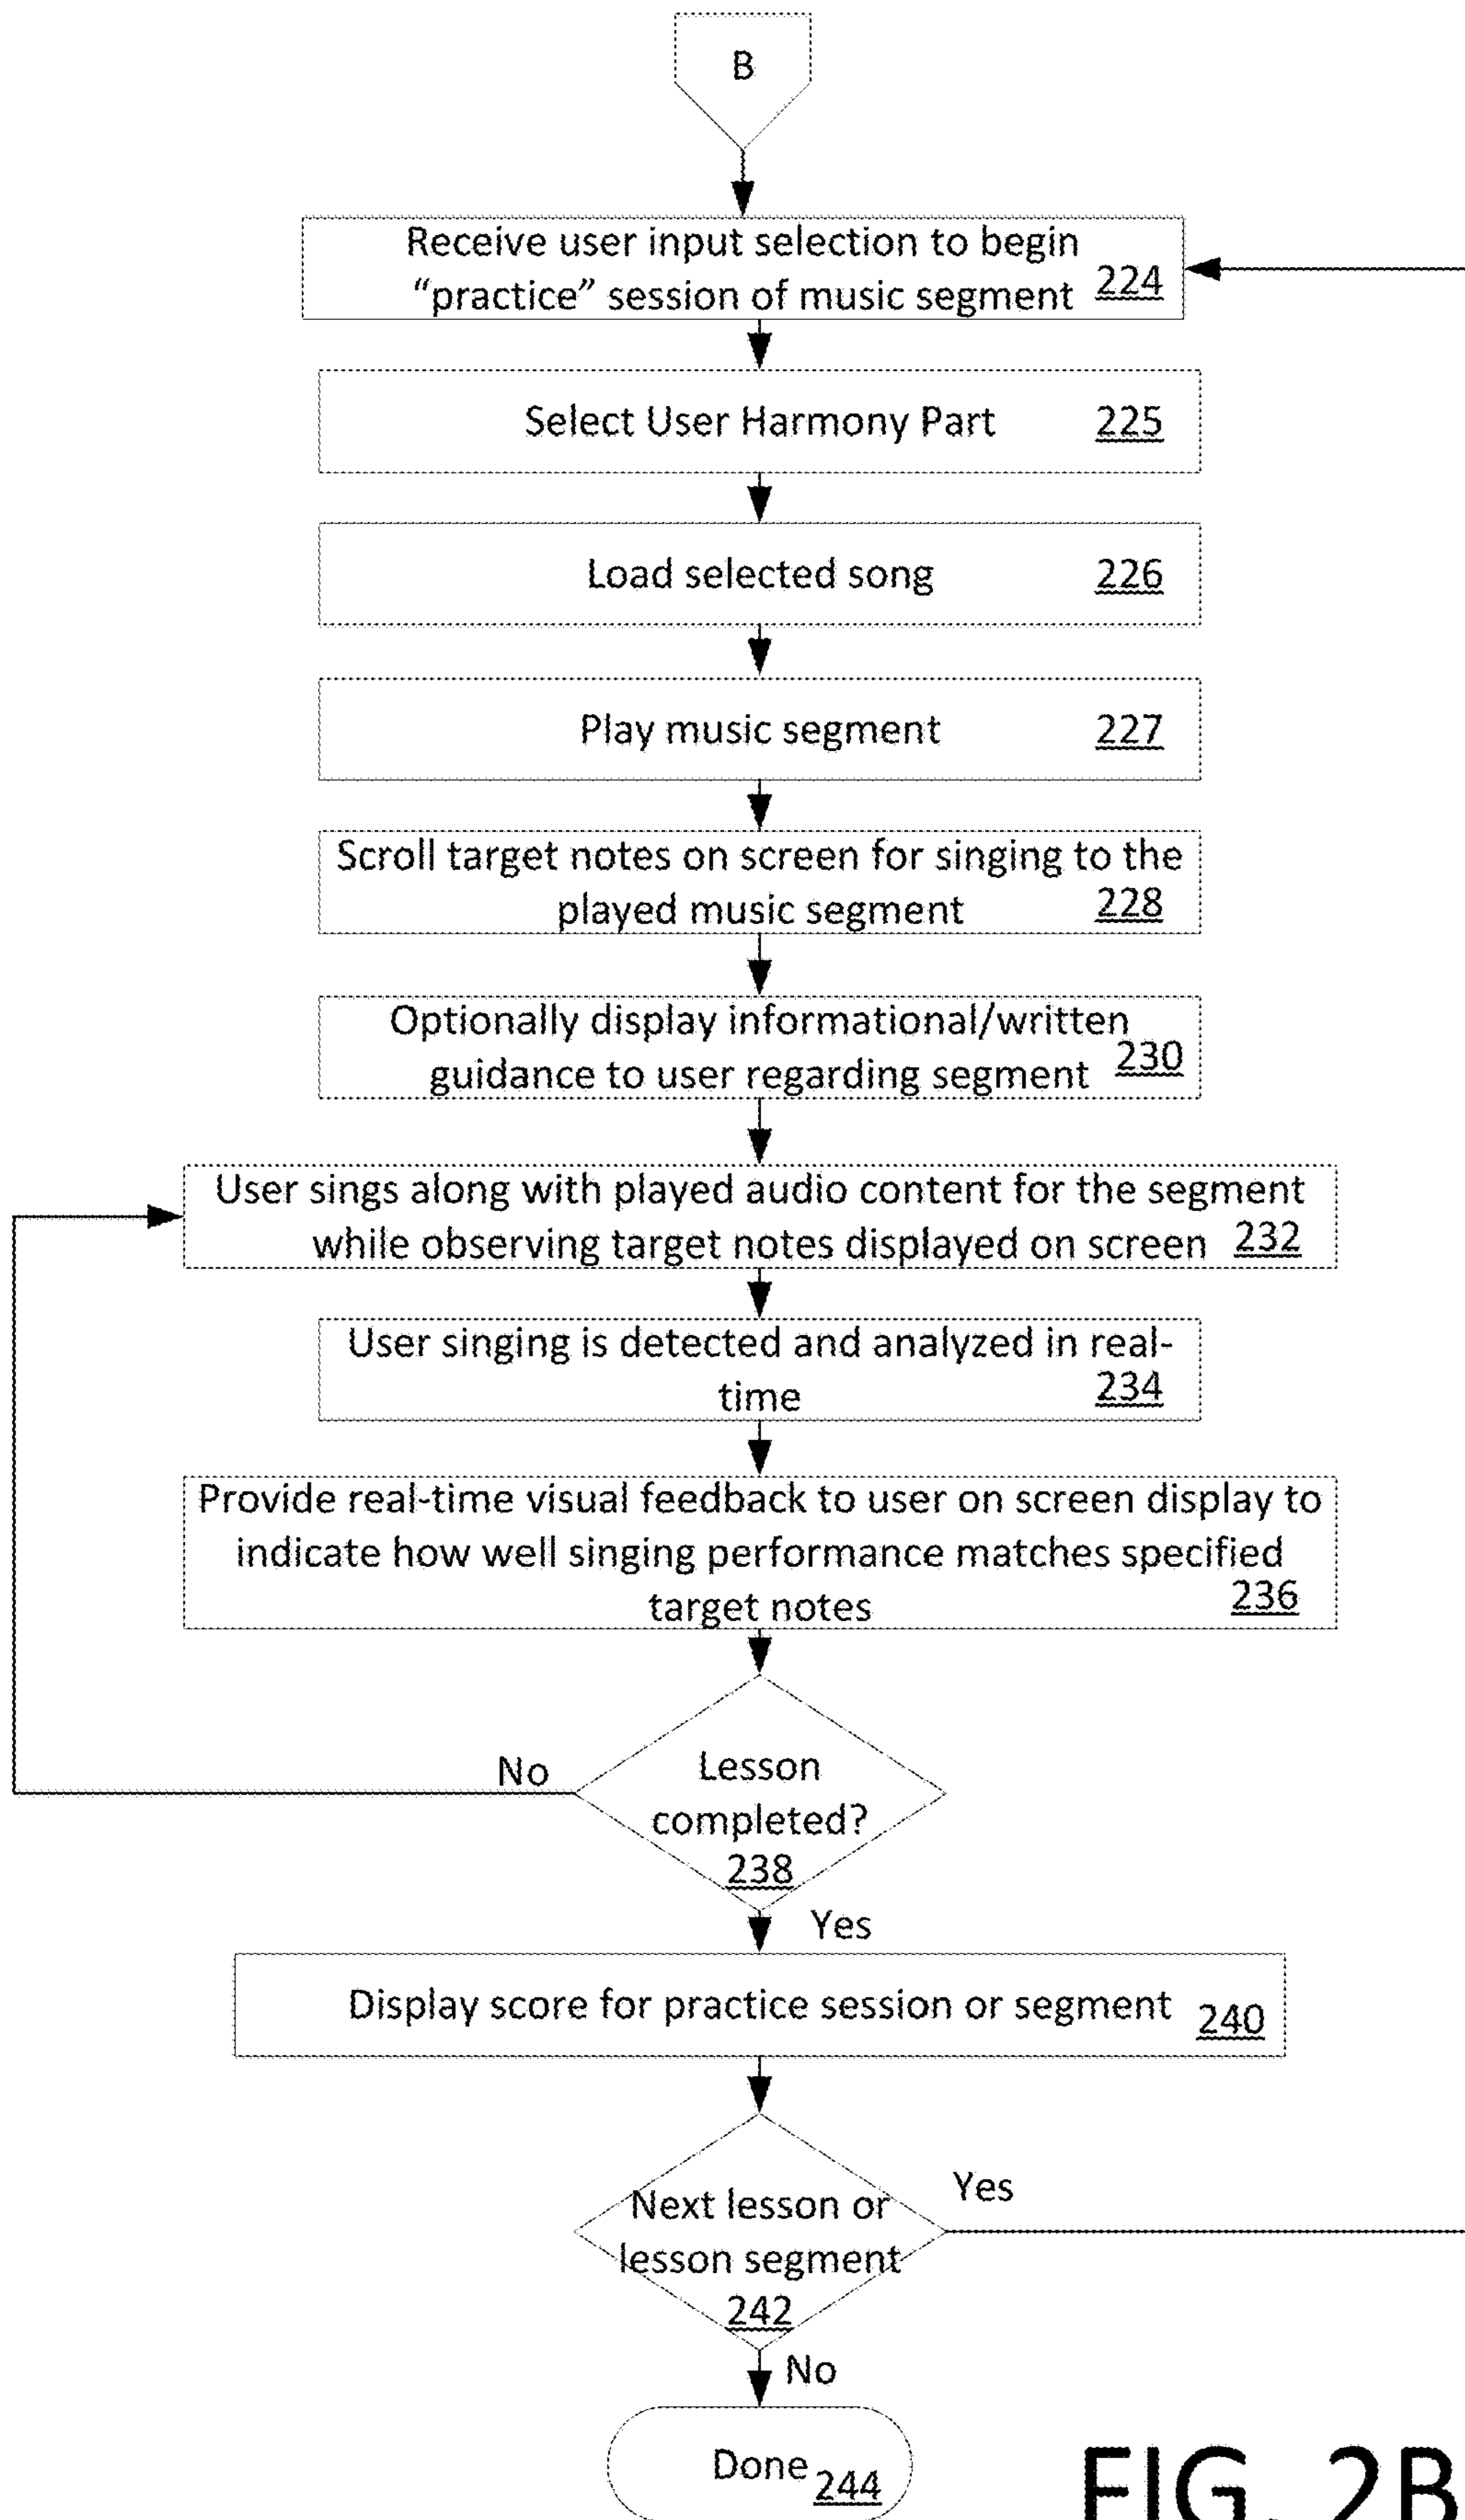 B
Receive user input selection to begin
“practice” session of music segment 224
Select User Harmony Part 225
Load selected song 226
Play music segment 227
Scroll target notes on screen for singing to the
played music segment 228
Optionally display informational/written
guidance to user regarding segment 230
User sings along with played audio content for the segment
while observing target notes displayed on screen 232
User singing is detected and analyzed in real-
time 234
Provide real-time visual feedback to user on screen display to
indicate how well singing performance matches specified
target notes 236
No
Lesson
completed?
238
Yes
Display score for practice session or segment 240
Yes
Next lesson or
lesson segment
242
No
Done 244
FIG. 2B